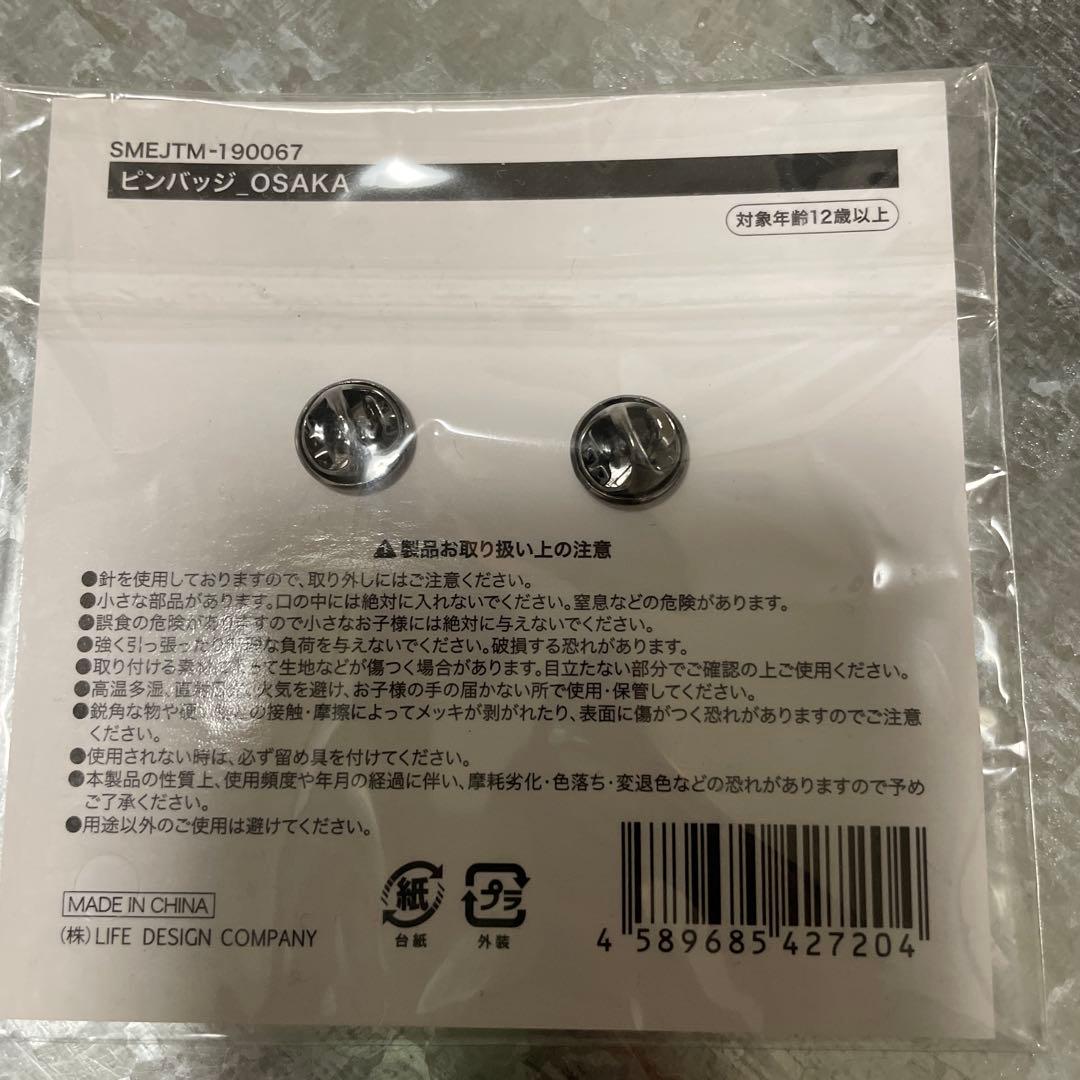 SMEJTM-190067
ピンバッジ_OSAKA
対象年齢12歳以上
製品お取り扱い上の注意
●針を使用しておりますので、取り外しにはご注意ください。
●小さな部品があります。口の中には絶対に入れないでください。窒息などの危険があります。
●誤食の危険がありますので小さなお子様には絶対に与えないでください。
●強く引っ張ったり な負荷を与えないでください。破損する恐れがあります。
●取り付ける素材 て生地などが傷つく場合があります。目立たない部分でご確認の上ご使用ください。
●高温多湿、直射 火気を避け、お子様の手の届かない所で使用・保管してください。
●鋭角な物や硬 の接触・摩擦によってメッキが剥がれたり、表面に傷がつく恐れがありますのでご注意
ください。
●使用されない時は、必ず留め具を付けてください。
●本製品の性質上、使用頻度や年月の経過に伴い、摩耗劣化・色落ち・変退色などの恐れがありますので予め
ご了承ください。
●用途以外のご使用は避けてください。
MADE IN CHINA
(株)LIFE DESIGN COMPANY
紙
台紙
プラ
外装
4 589685 427204